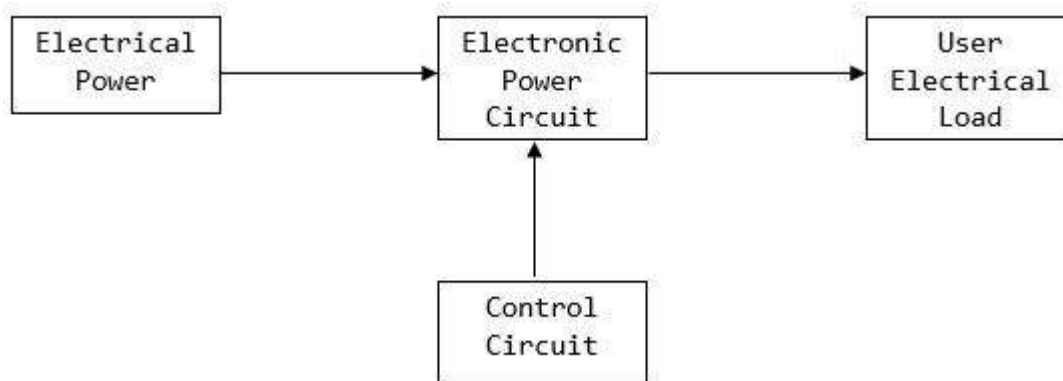 Electrical
Power
Electronic
Power
Circuit
User
Electrical
Load
Control
Circuit